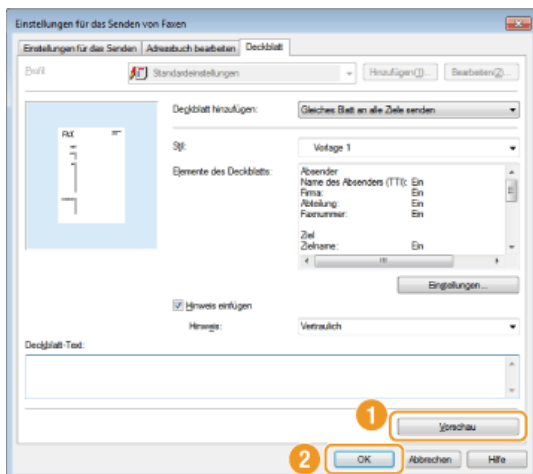 Einstellungen für das Senden von Faxen
Einstellungen für das Senden Adressbuch bearbeiten Deckblatt
Profil: Standardeinstellungen Hinzufügen(1)... Bearbeiten(2)...
Deckblatt hinzufügen: Gleiches Blatt an alle Ziele senden
FAX
Stil: Vorlage 1
Elemente des Deckblatts: Absender
Name des Absenders (TTI): Ein
Firma: Ein
Abteilung: Ein
Faxnummer: Ein
Ziel
Zielname: Ein
Einstellungen...
Hinweis einfügen
Hinweis: Vertraulich
Deckblatt-Text:
1
Vorschau
2
OK Abbrechen Hilfe